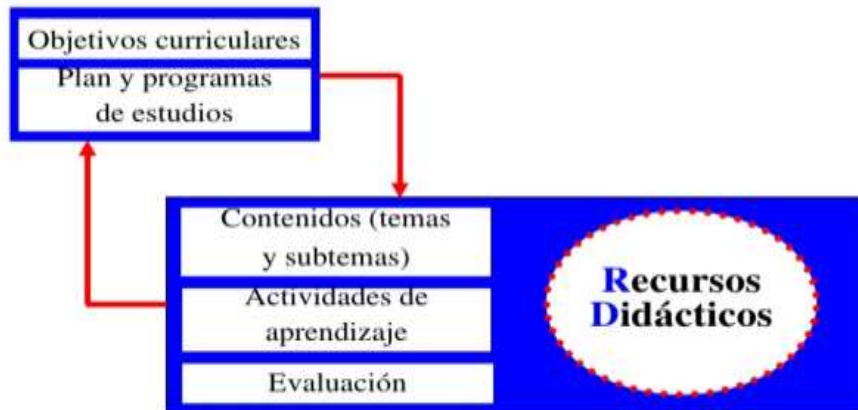 Objetivos curriculares
Plan y programas
de estudios
Contenidos (temas
y subtemas)
Actividades de
aprendizaje
Evaluación
Recursos
Didácticos